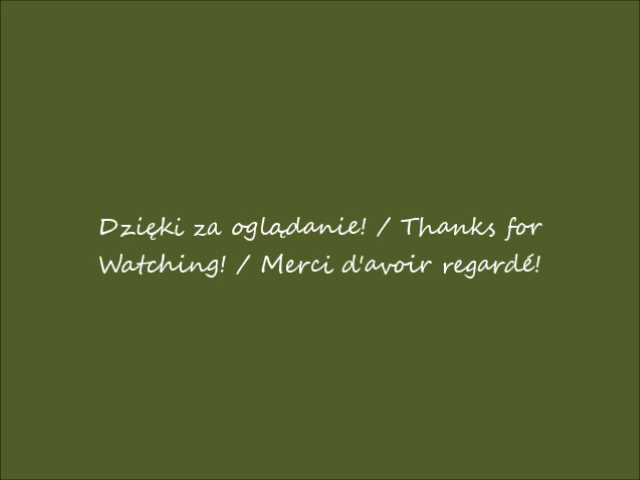 Dzięki za oglądanie! / Thanks for
Watching! / Merci d'avoir regardé!